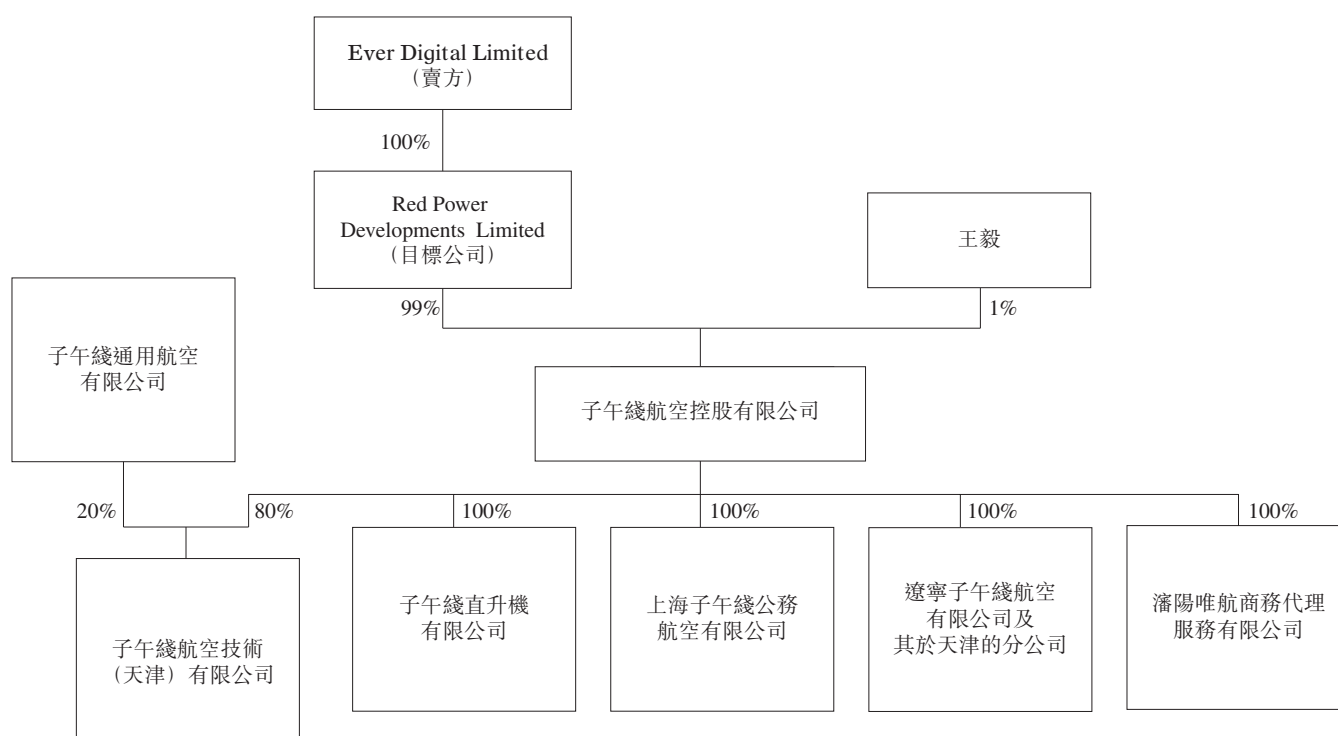 Ever Digital Limited
（賣方）
100%
Red Power
Developments Limited
（目標公司）
王毅
99%
1%
子午綫通用航空
有限公司
子午綫航空控股有限公司
20%
80%
100%
100%
100%
100%
子午綫航空技術
（天津）有限公司
子午綫直升機
有限公司
上海子午綫公務
航空有限公司
遼寧子午綫航空
有限公司及
其於天津的分公司
瀋陽唯航商務代理
服務有限公司